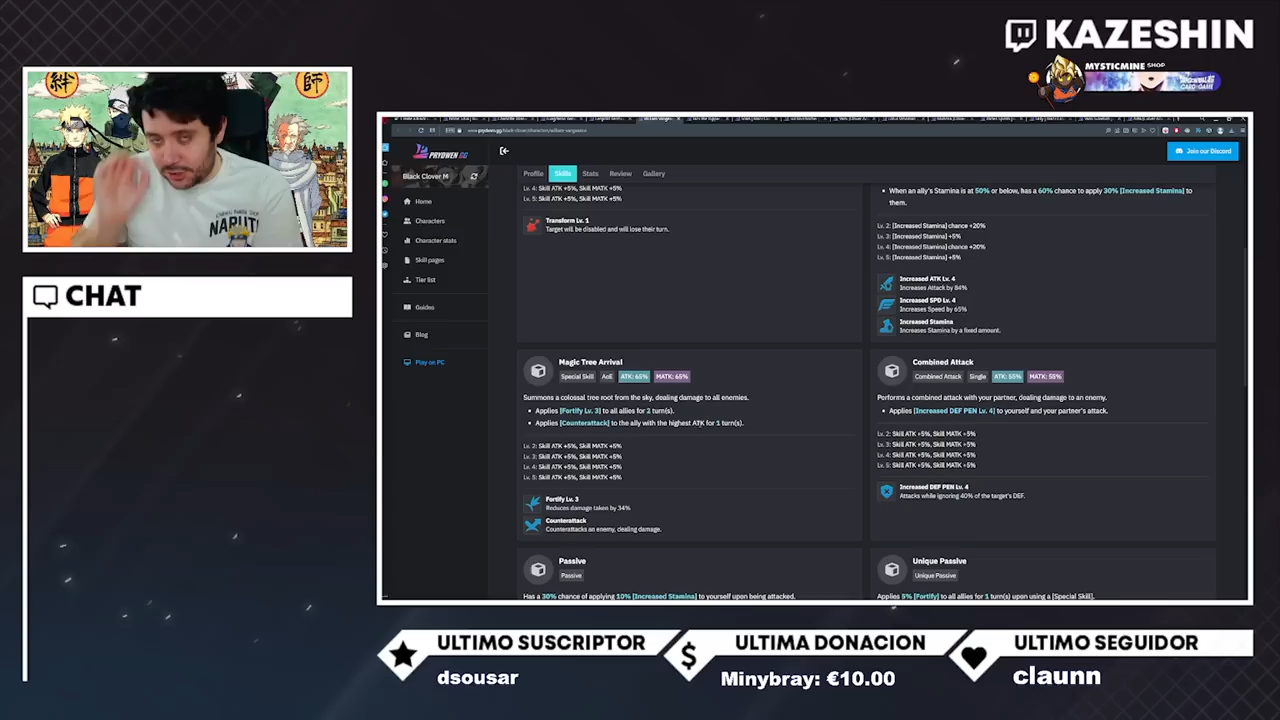 KAZESHIN
MYSTICMINE SHOP
絆
師
NARUTO
CHAT
PRYDWEN.GG
Join our Discord
Black Clover M
Profile Skills Stats Review Gallery
Home
Characters
Character stats
Skill pages
Tier list
Guides
Blog
Play on PC
Lv. 4: Skill ATK +5%, Skill MATK +5%
Lv. 5: Skill ATK +5%, Skill MATK +5%
Transform Lv. 1
Target will be disabled and will lose their turn.
When an ally's Stamina is at 50% or below, has a 60% chance to apply 30% [Increased Stamina] to
them.
Lv. 2: [Increased Stamina] chance +20%
Lv. 3: [Increased Stamina] +5%
Lv. 4: [Increased Stamina] chance +20%
Lv. 5: [Increased Stamina] +5%
Increased ATK Lv. 4
Increases Attack by 84%
Increased SPD Lv. 4
Increases Speed by 65%
Increased Stamina
Increases Stamina by a fixed amount.
Magic Tree Arrival
Special Skill AoE ATK: 65% MATK: 65%
Summons a colossal tree root from the sky, dealing damage to all enemies.
Applies [Fortify Lv. 3] to all allies for 2 turn(s).
Applies [Counterattack] to the ally with the highest ATK for 1 turn(s).
Lv. 2: Skill ATK +5%, Skill MATK +5%
Lv. 3: Skill ATK +5%, Skill MATK +5%
Lv. 4: Skill ATK +5%, Skill MATK +5%
Lv. 5: Skill ATK +5%, Skill MATK +5%
Fortify Lv. 3
Reduces damage taken by 34%
Counterattack
Counterattacks an enemy, dealing damage.
Combined Attack
Combined Attack Single ATK: 55% MATK: 55%
Performs a combined attack with your partner, dealing damage to an enemy.
Applies [Increased DEF PEN Lv. 4] to yourself and your partner's attack.
Lv. 2: Skill ATK +5%, Skill MATK +5%
Lv. 3: Skill ATK +5%, Skill MATK +5%
Lv. 4: Skill ATK +5%, Skill MATK +5%
Lv. 5: Skill ATK +5%, Skill MATK +5%
Increased DEF PEN Lv. 4
Attacks while ignoring 40% of the target's DEF.
Passive
Passive
Has a 30% chance of applying 10% [Increased Stamina] to yourself upon being attacked.
Unique Passive
Unique Passive
Applies 5% [Fortify] to all allies for 1 turn(s) upon using a [Special Skill].
ULTIMO SUSCRIPTOR
dsousar
ULTIMA DONACION
Minybray: €10.00
ULTIMO SEGUIDOR
claunn